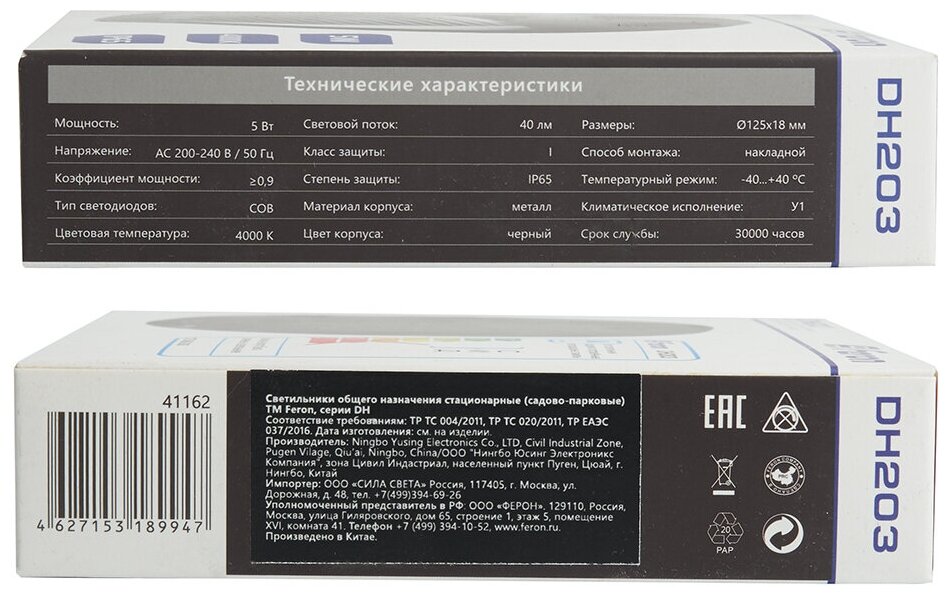 Технические характеристики
Мощность: 5 Вт
Напряжение: AC 200-240 В / 50 Гц
Коэффициент мощности: ≥0,9
Тип светодиодов: COB
Цветовая температура: 4000 К
Световой поток: 40 лм
Класс защиты: I
Степень защиты: IP65
Материал корпуса: металл
Цвет корпуса: черный
Размеры: Ø125x18 мм
Способ монтажа: накладной
Температурный режим: -40...+40 ºС
Климатическое исполнение: У1
Срок службы: 30000 часов
DH203
41162
4 627153 189947
Светильники общего назначения стационарные (садово-парковые)
ТМ Feron, серии DH
Соответствие требованиям: ТР ТС 004/2011, ТР ТС 020/2011, ТР ЕАЭС
037/2016. Дата изготовления: см. на изделии.
Производитель: Ningbo Yusing Electronics Co., LTD, Civil Industrial Zone,
Pugen Vilage, Qiu'ai, Ningbo, China/ООО "Нингбо Юсинг Электроникс
Компания", зона Цивил Индастриал, населенный пункт Пуген, Цюай, г.
Нингбо, Китай
Импортер: ООО «СИЛА СВЕТА» Россия, 117405, г. Москва, ул.
Дорожная, д. 48, тел. +7(499)394-69-26
Уполномоченный представитель в РФ: ООО «ФЕРОН», 129110, Россия,
Москва, улица Гиляровского, дом 65, строение 1, этаж 5, помещение
XVI, комната 41. Телефон +7 (499) 394-10-52, www.feron.ru.
Произведено в Китае.
EAC
PRC
20
PAP
DH203